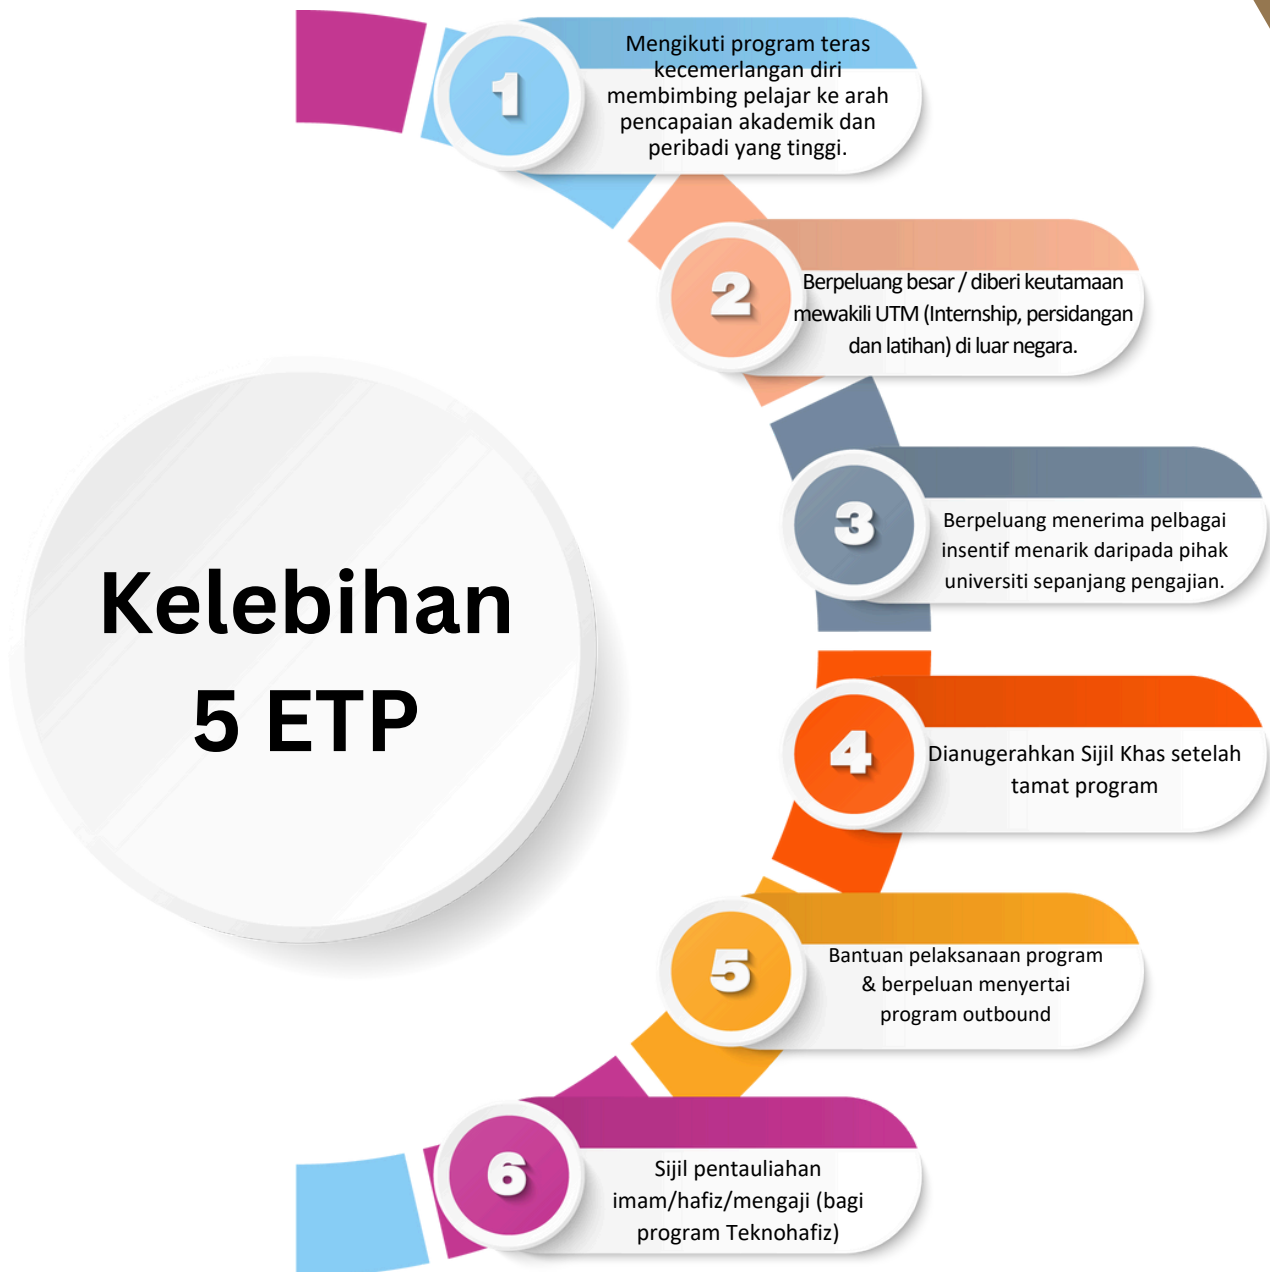 Kelebihan
5 ETP
1
Mengikuti program teras
kecemerlangan diri
membimbing pelajar ke arah
pencapaian akademik dan
peribadi yang tinggi.
2
Berpeluang besar / diberi keutamaan
mewakili UTM (Internship, persidangan
dan latihan) di luar negara.
3
Berpeluang menerima pelbagai
insentif menarik daripada pihak
universiti sepanjang pengajian.
4
Dianugerahkan Sijil Khas setelah
tamat program
5
Bantuan pelaksanaan program
& berpeluan menyertai
program outbound
6
Sijil pentauliahan
imam/hafiz/mengaji (bagi
program Teknohafiz)